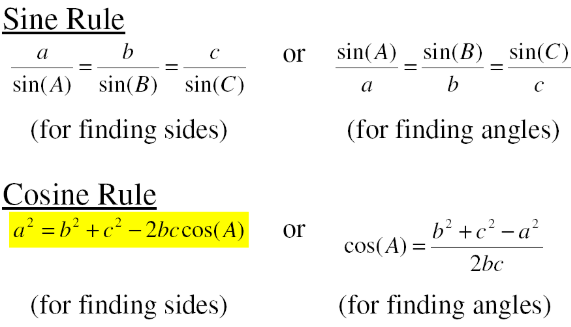 Sine Rule
a/sin(A) = b/sin(B) = c/sin(C) or sin(A)/a = sin(B)/b = sin(C)/c
(for finding sides) (for finding angles)
Cosine Rule
a² = b² + c² − 2bc cos(A) or cos(A) = (b² + c² − a²)/2bc
(for finding sides) (for finding angles)